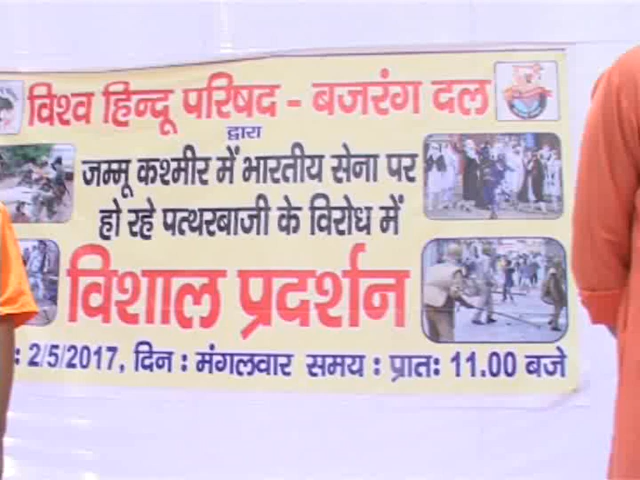 विश्व हिन्दू परिषद - बजरंग दल
द्वारा
जम्मू कश्मीर में भारतीय सेना पर
हो रहे पत्थरबाजी के विरोध में
विशाल प्रदर्शन
: 2/5/2017, दिन : मंगलवार समय : प्रातः 11.00 बजे